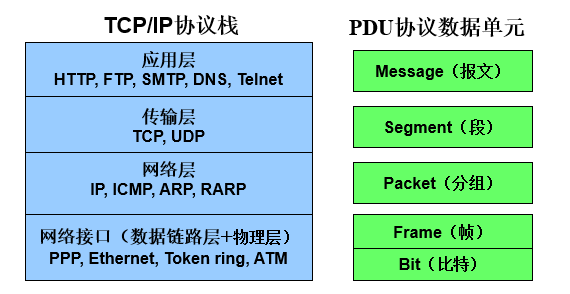 TCP/IP协议栈
应用层
HTTP, FTP, SMTP, DNS, Telnet
传输层
TCP, UDP
网络层
IP, ICMP, ARP, RARP
网络接口（数据链路层+物理层）
PPP, Ethernet, Token ring, ATM
PDU协议数据单元
Message（报文）
Segment（段）
Packet（分组）
Frame（帧）
Bit（比特）